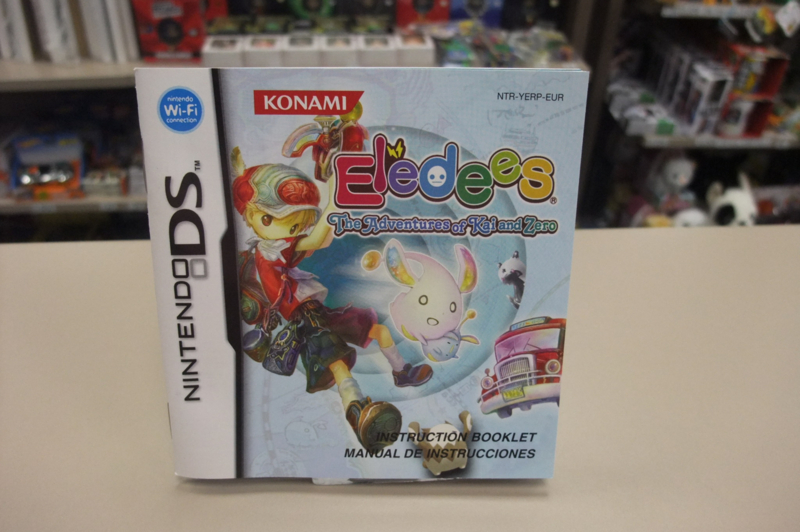 nintendo
Wi-Fi
connection
NINTENDO DS™
KONAMI
NTR-YERP-EUR
Eledees®
The Adventures of Kai and Zero
INSTRUCTION BOOKLET
MANUAL DE INSTRUCCIONES